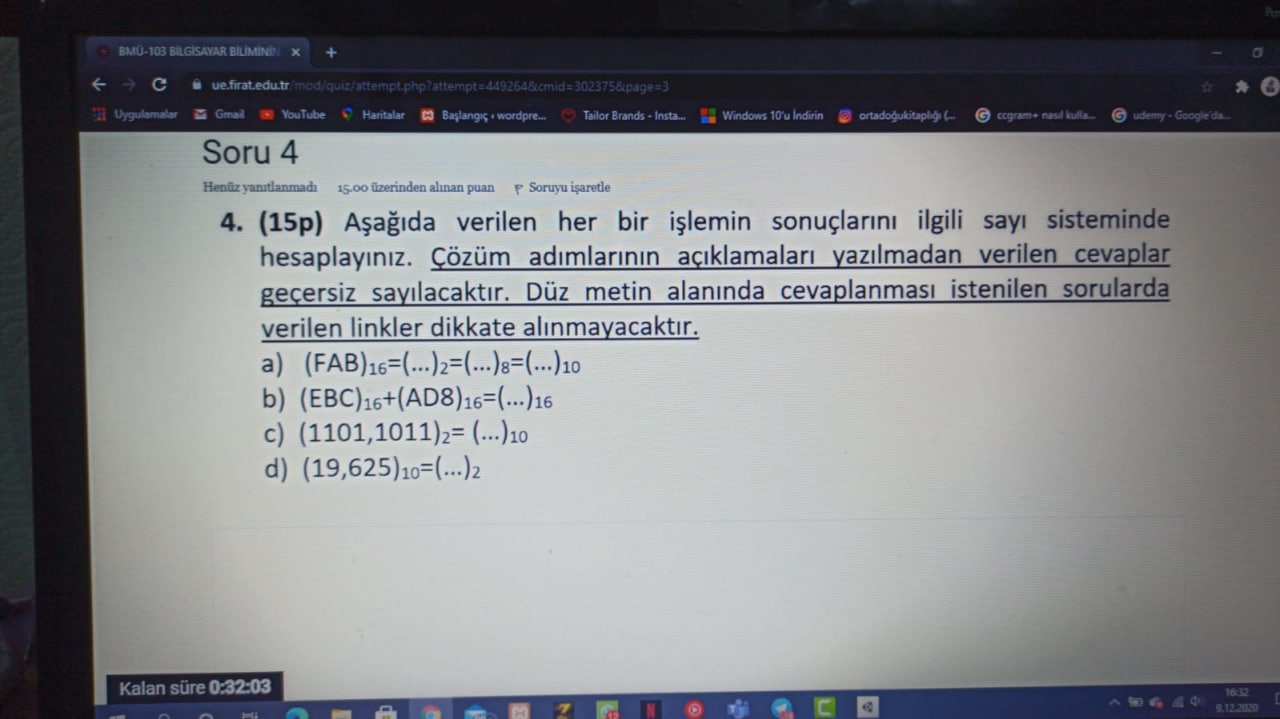 BMÜ-103 BİLGİSAYAR BİLİMİNİN
ue.firat.edu.tr/mod/quiz/attempt.php?attempt=449264&cmid=302375&page=3
Uygulamalar Gmail YouTube Haritalar Başlangıç ‹ wordpre... Tailor Brands - Insta... Windows 10'u İndirin ortadoğukitaplığı (... ccgram+ nasıl kulla... udemy - Google'da...
Soru 4
Henüz yanıtlanmadı 15.00 üzerinden alınan puan Soruyu işaretle
4. (15p) Aşağıda verilen her bir işlemin sonuçlarını ilgili sayı sisteminde
hesaplayınız. Çözüm adımlarının açıklamaları yazılmadan verilen cevaplar
geçersiz sayılacaktır. Düz metin alanında cevaplanması istenilen sorularda
verilen linkler dikkate alınmayacaktır.
a) (FAB)₁₆=(...)₂=(...)₈=(...)₁₀
b) (EBC)₁₆+(AD8)₁₆=(...)₁₆
c) (1101,1011)₂= (...)₁₀
d) (19,625)₁₀=(...)₂
Kalan süre 0:32:03
16:32
9.12.2020